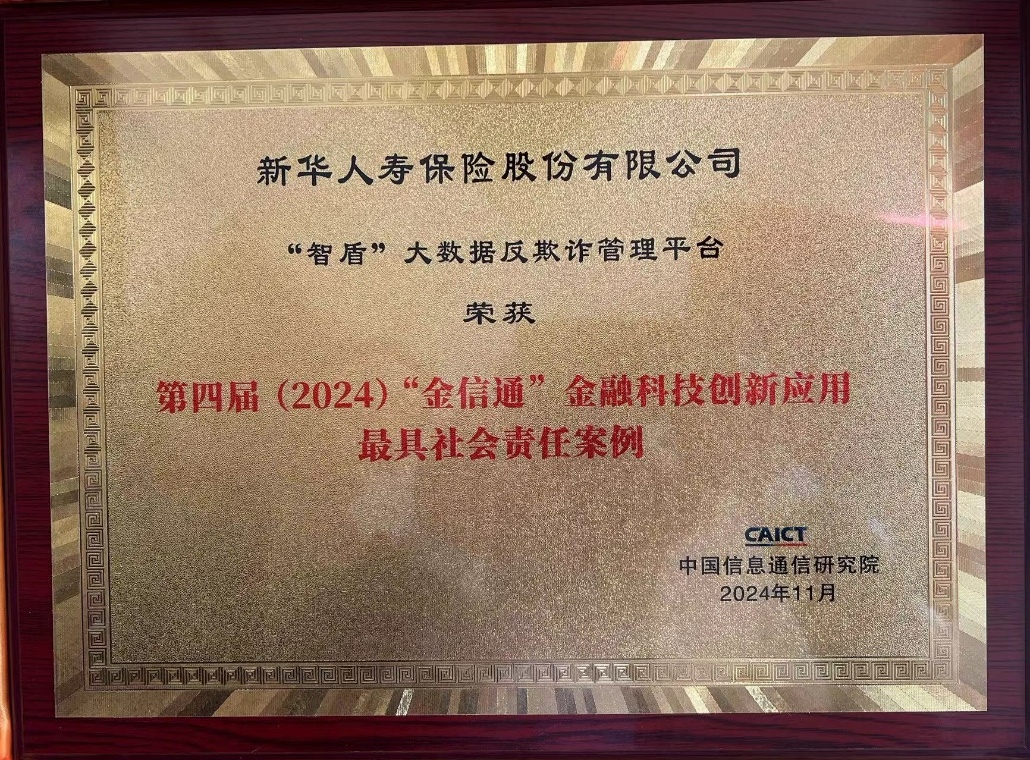 新华人寿保险股份有限公司
“智盾”大数据反欺诈管理平台
荣获
第四届（2024）“金信通”金融科技创新应用
最具社会责任案例
CAICT
中国信息通信研究院
2024年11月